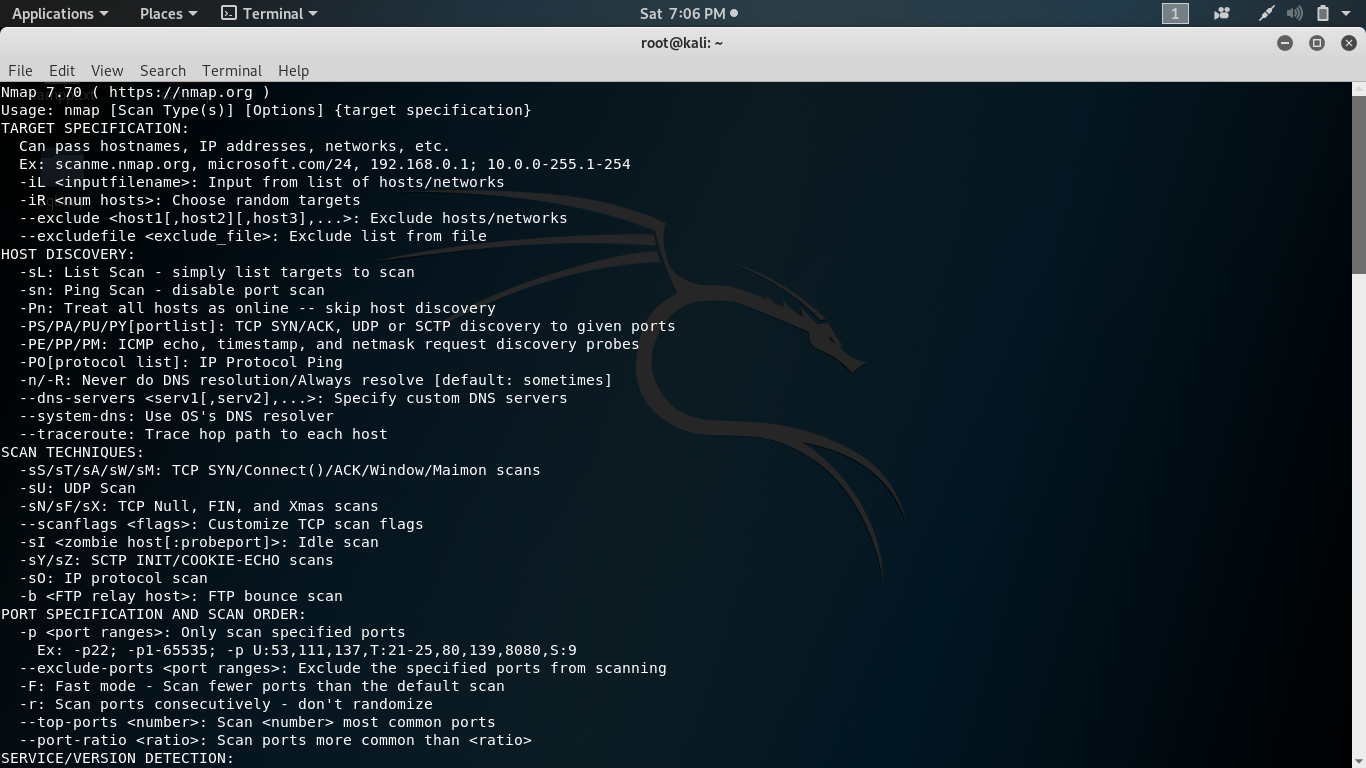 Applications Places Terminal Sat 7:06 PM 1
root@kali: ~
File Edit View Search Terminal Help
Nmap 7.70 ( https://nmap.org )
Usage: nmap [Scan Type(s)] [Options] {target specification}
TARGET SPECIFICATION:
  Can pass hostnames, IP addresses, networks, etc.
  Ex: scanme.nmap.org, microsoft.com/24, 192.168.0.1; 10.0.0-255.1-254
  -iL <inputfilename>: Input from list of hosts/networks
  -iR <num hosts>: Choose random targets
  --exclude <host1[,host2][,host3],...>: Exclude hosts/networks
  --excludefile <exclude_file>: Exclude list from file
HOST DISCOVERY:
  -sL: List Scan - simply list targets to scan
  -sn: Ping Scan - disable port scan
  -Pn: Treat all hosts as online -- skip host discovery
  -PS/PA/PU/PY[portlist]: TCP SYN/ACK, UDP or SCTP discovery to given ports
  -PE/PP/PM: ICMP echo, timestamp, and netmask request discovery probes
  -PO[protocol list]: IP Protocol Ping
  -n/-R: Never do DNS resolution/Always resolve [default: sometimes]
  --dns-servers <serv1[,serv2],...>: Specify custom DNS servers
  --system-dns: Use OS's DNS resolver
  --traceroute: Trace hop path to each host
SCAN TECHNIQUES:
  -sS/sT/sA/sW/sM: TCP SYN/Connect()/ACK/Window/Maimon scans
  -sU: UDP Scan
  -sN/sF/sX: TCP Null, FIN, and Xmas scans
  --scanflags <flags>: Customize TCP scan flags
  -sI <zombie host[:probeport]>: Idle scan
  -sY/sZ: SCTP INIT/COOKIE-ECHO scans
  -sO: IP protocol scan
  -b <FTP relay host>: FTP bounce scan
PORT SPECIFICATION AND SCAN ORDER:
  -p <port ranges>: Only scan specified ports
    Ex: -p22; -p1-65535; -p U:53,111,137,T:21-25,80,139,8080,S:9
  --exclude-ports <port ranges>: Exclude the specified ports from scanning
  -F: Fast mode - Scan fewer ports than the default scan
  -r: Scan ports consecutively - don't randomize
  --top-ports <number>: Scan <number> most common ports
  --port-ratio <ratio>: Scan ports more common than <ratio>
SERVICE/VERSION DETECTION: